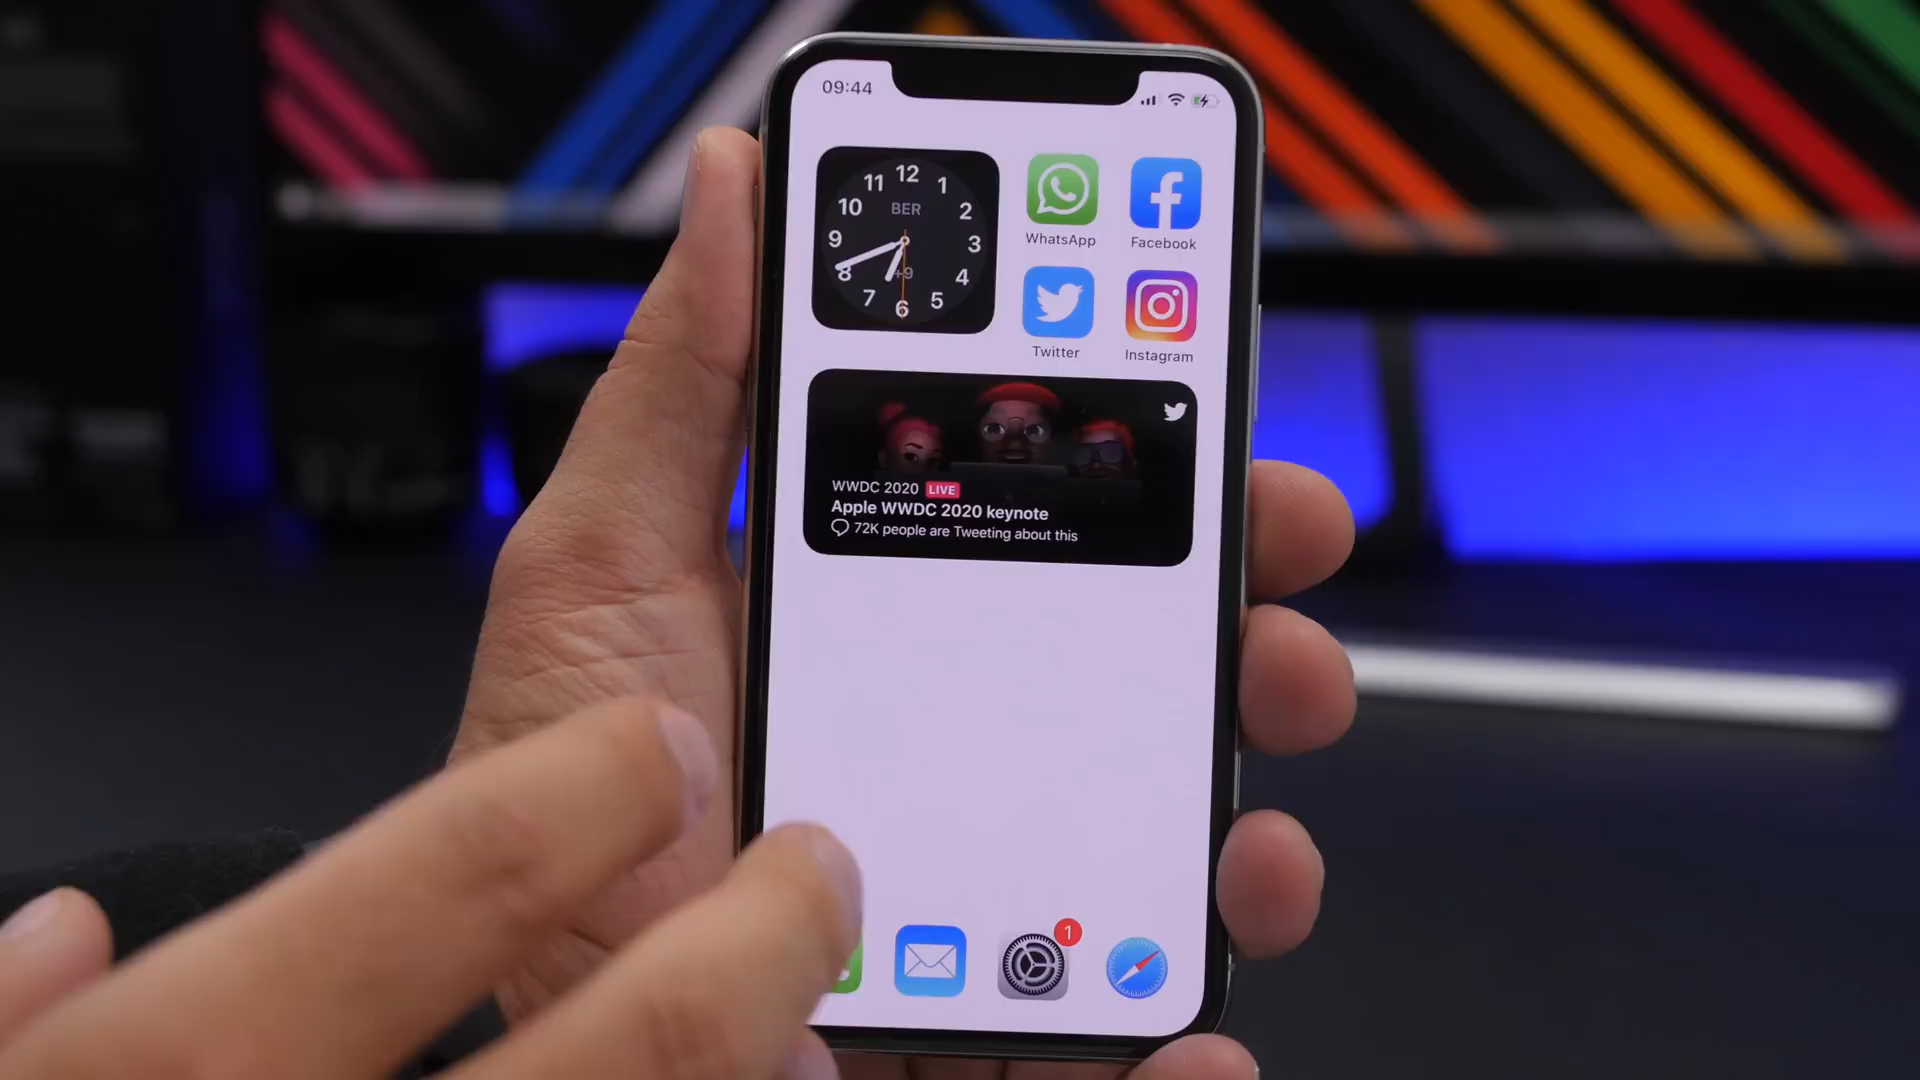 09:44
12
11
1
BER
10
2
9
3
+9
8
4
7
5
6
WhatsApp
Facebook
Twitter
Instagram
WWDC 2020 LIVE
Apple WWDC 2020 keynote
72K people are Tweeting about this
1